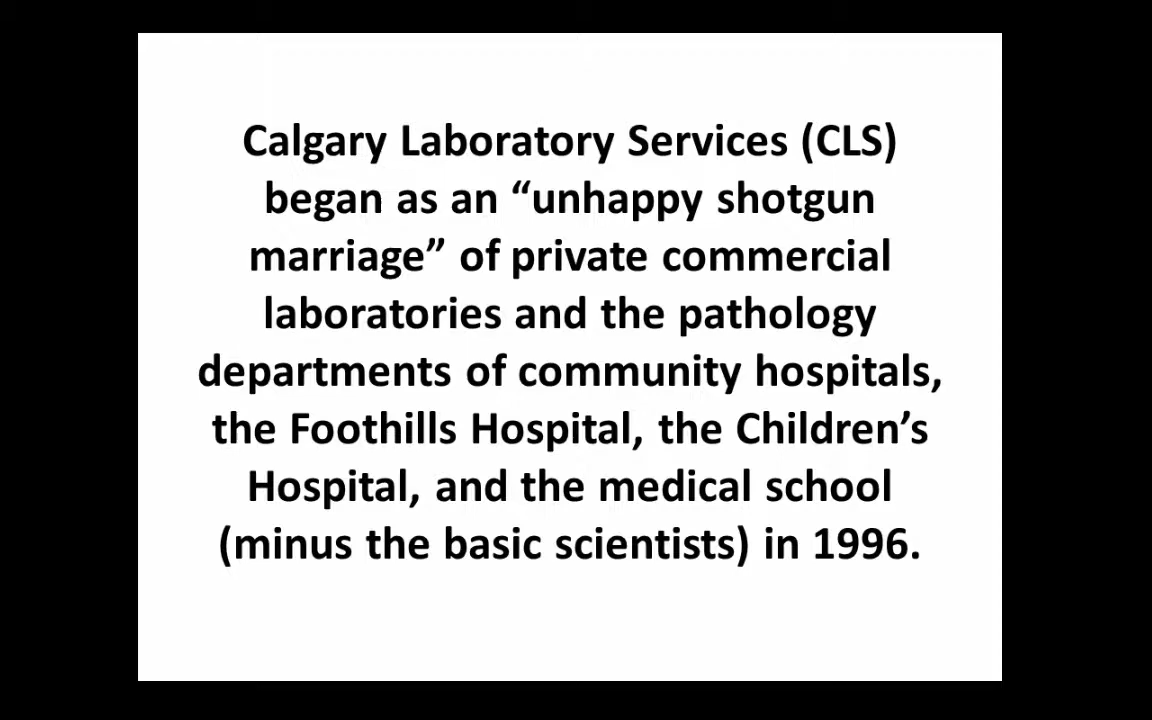 Calgary Laboratory Services (CLS)
began as an “unhappy shotgun
marriage” of private commercial
laboratories and the pathology
departments of community hospitals,
the Foothills Hospital, the Children’s
Hospital, and the medical school
(minus the basic scientists) in 1996.